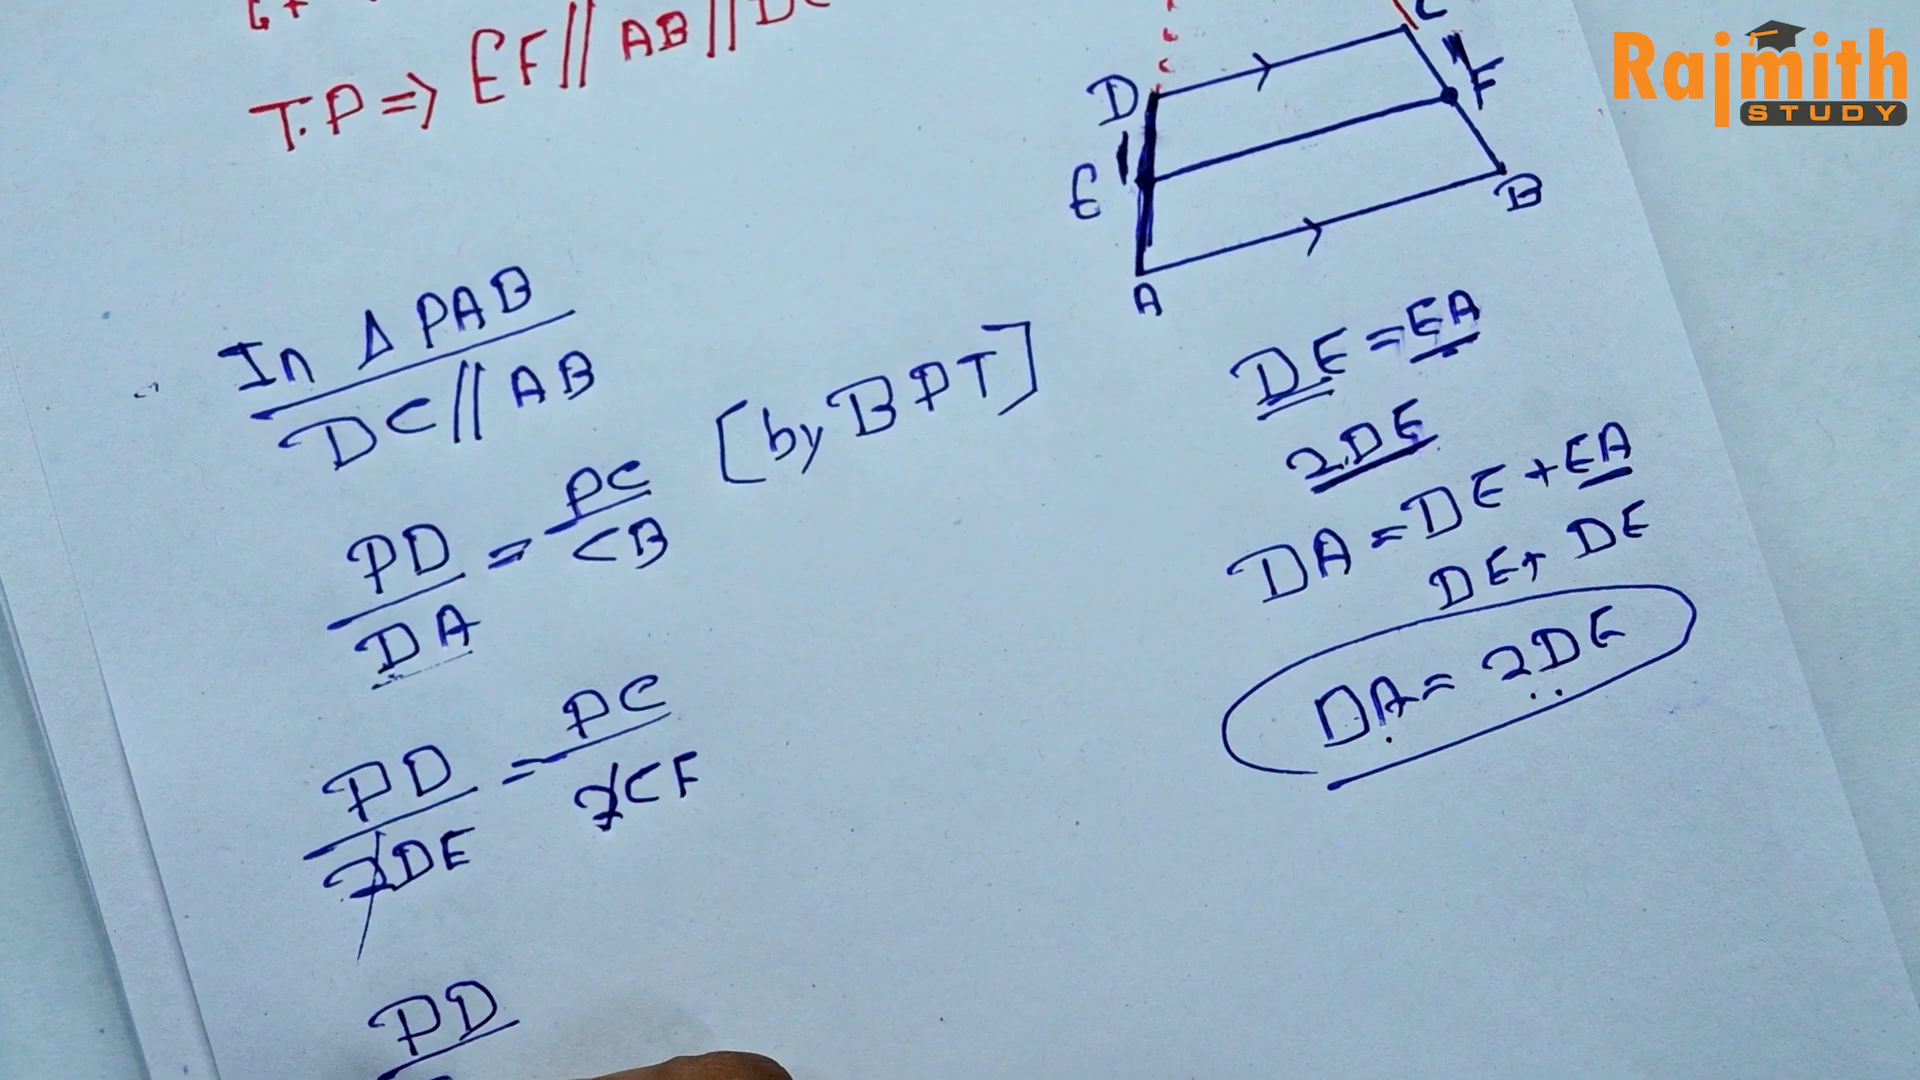 T.P => EF // AB //
In Δ PAB
DC // AB
PD/DA = PC/CB [by BPT]
PD/2DE = PC/2CF
PD
D
C
E
F
A
B
DE = EA
2DE
DA = DE + EA
DE + DE
DA = 2DE
Rajmith
STUDY